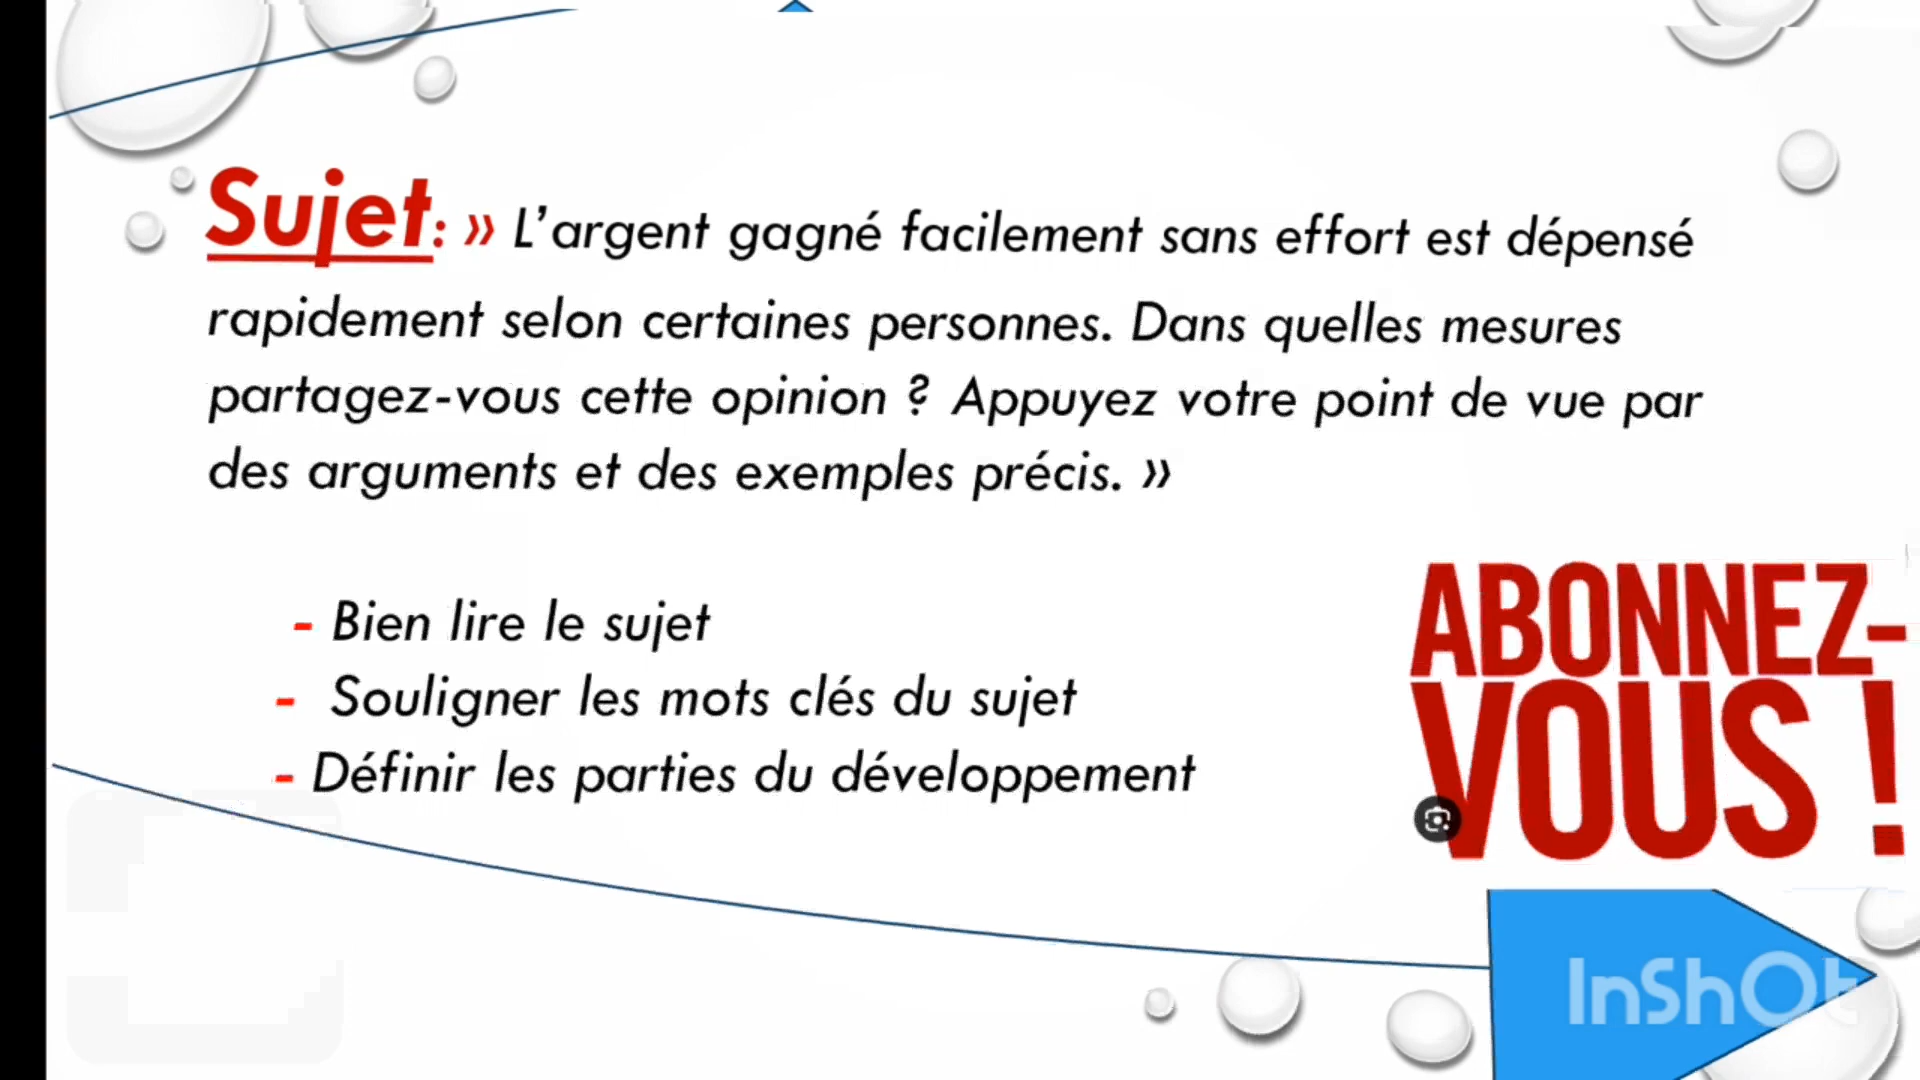 Sujet: » L’argent gagné facilement sans effort est dépensé
rapidement selon certaines personnes. Dans quelles mesures
partagez-vous cette opinion ? Appuyez votre point de vue par
des arguments et des exemples précis. »
- Bien lire le sujet
- Souligner les mots clés du sujet
- Définir les parties du développement
ABONNEZ-
VOUS !
InShOt